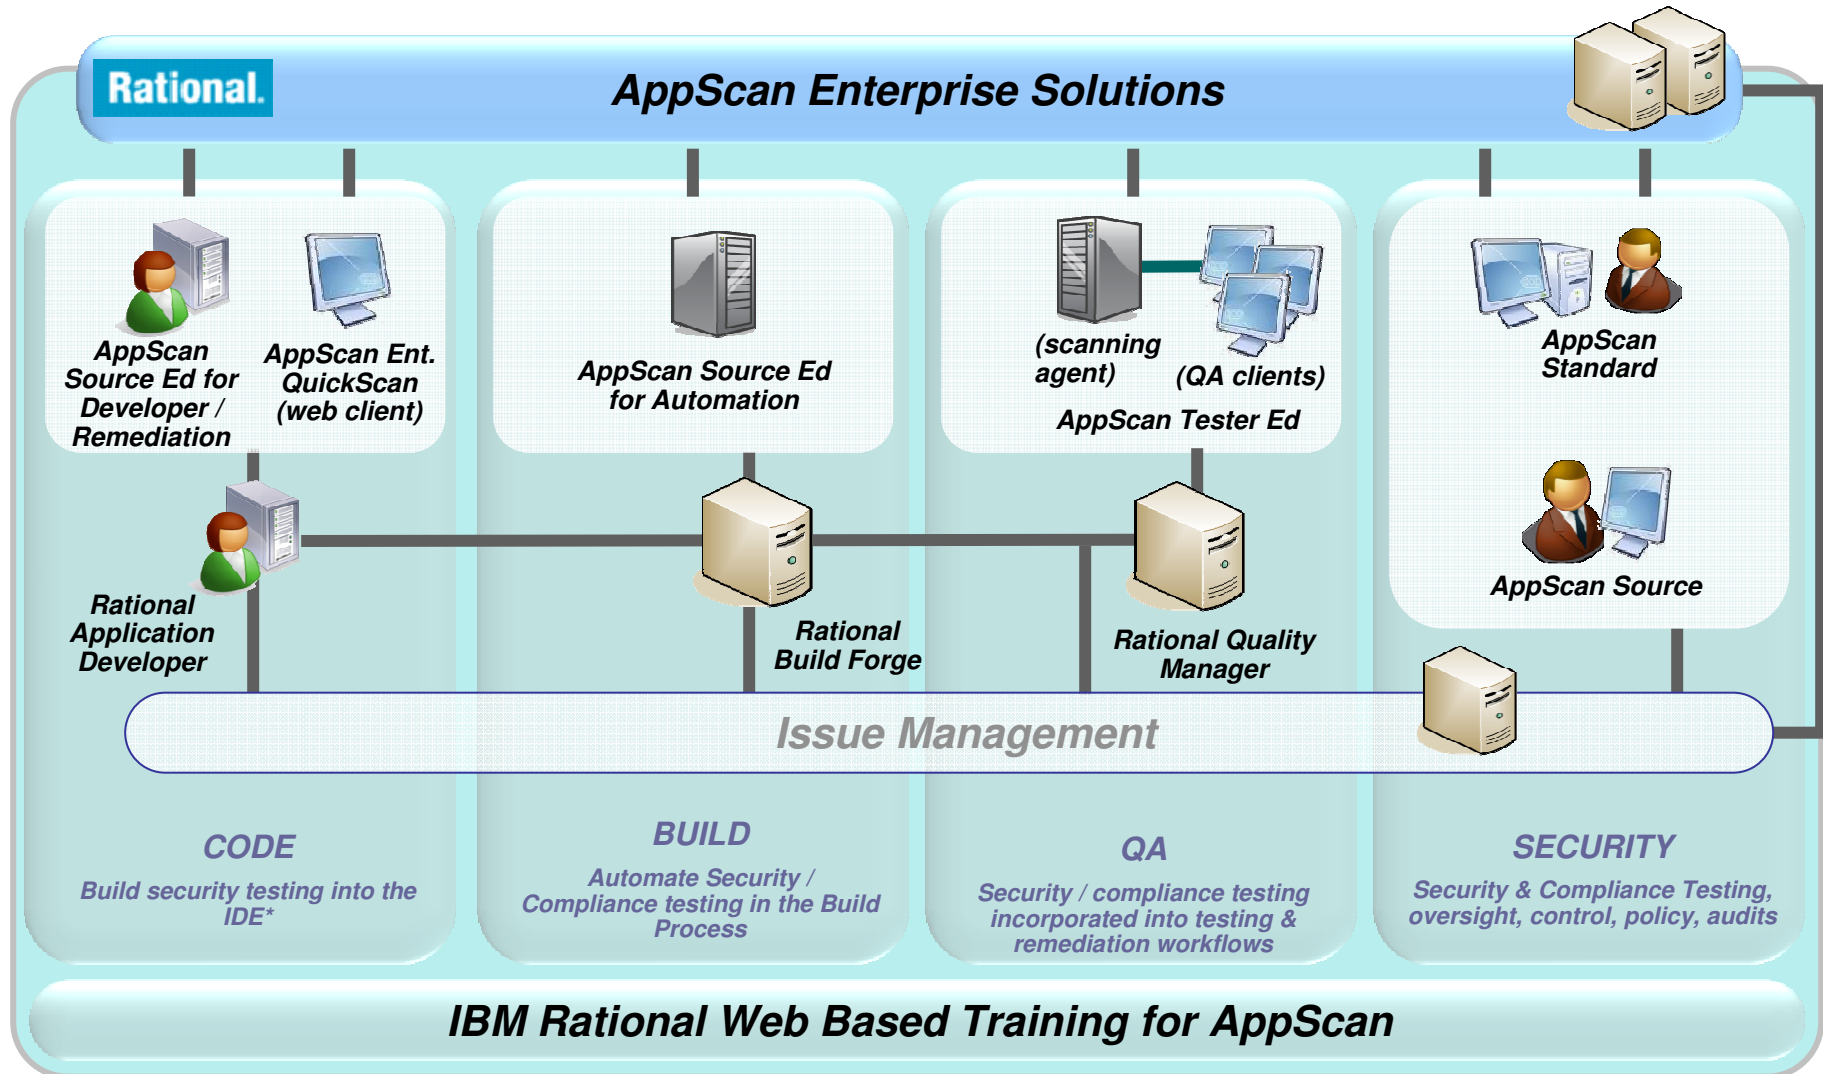 Rational.
AppScan Enterprise Solutions
AppScan
Source Ed for
Developer /
Remediation
AppScan Ent.
QuickScan
(web client)
AppScan Source Ed
for Automation
(scanning
agent)
(QA clients)
AppScan Tester Ed
AppScan
Standard
AppScan Source
Rational
Application
Developer
Rational
Build Forge
Rational Quality
Manager
Issue Management
CODE
Build security testing into the
IDE*
BUILD
Automate Security /
Compliance testing in the Build
Process
QA
Security / compliance testing
incorporated into testing &
remediation workflows
SECURITY
Security & Compliance Testing,
oversight, control, policy, audits
IBM Rational Web Based Training for AppScan